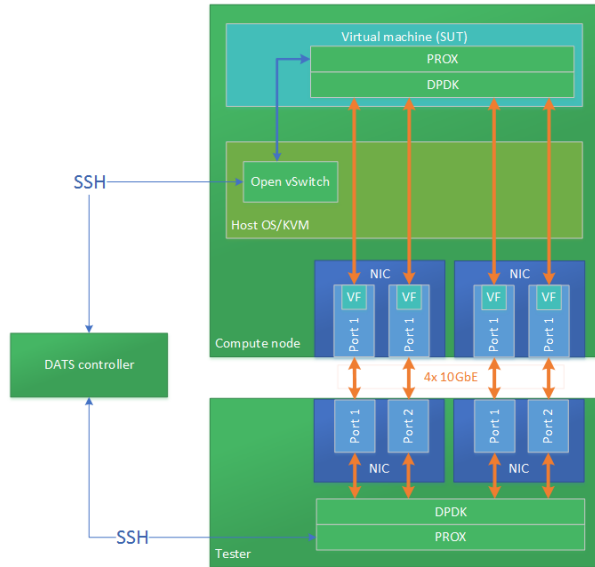 Virtual machine (SUT)
PROX
DPDK
SSH
Open vSwitch
Host OS/KVM
NIC
NIC
VF
VF
VF
VF
Port 1
Port 1
Port 1
Port 1
Compute node
DATS controller
4x 10GbE
Port 1
Port 2
Port 1
Port 2
NIC
NIC
DPDK
SSH
PROX
Tester